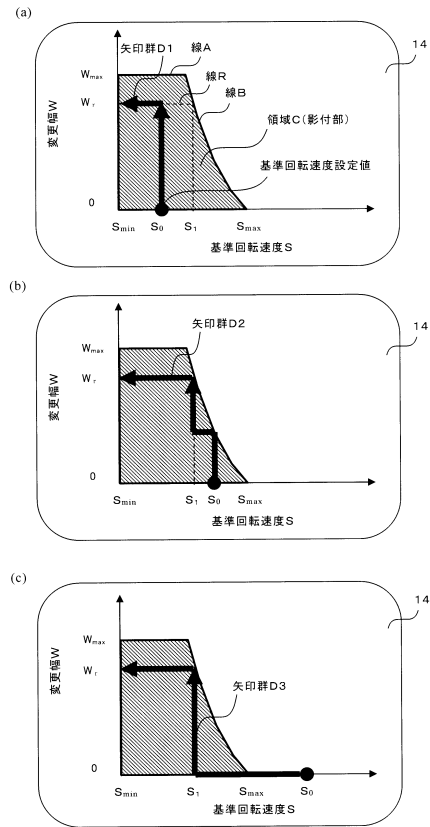 (a)
14
矢印群D1
線A
Wmax
線R
Wr
線B
変更幅W
領域C(影付部)
基準回転速度設定値
0
Smin
S0
S1
Smax
基準回転速度S
(b)
14
矢印群D2
Wmax
Wr
変更幅W
0
Smin
S1
S0
Smax
基準回転速度S
(c)
14
Wmax
Wr
変更幅W
矢印群D3
0
Smin
S1
Smax
S0
基準回転速度S